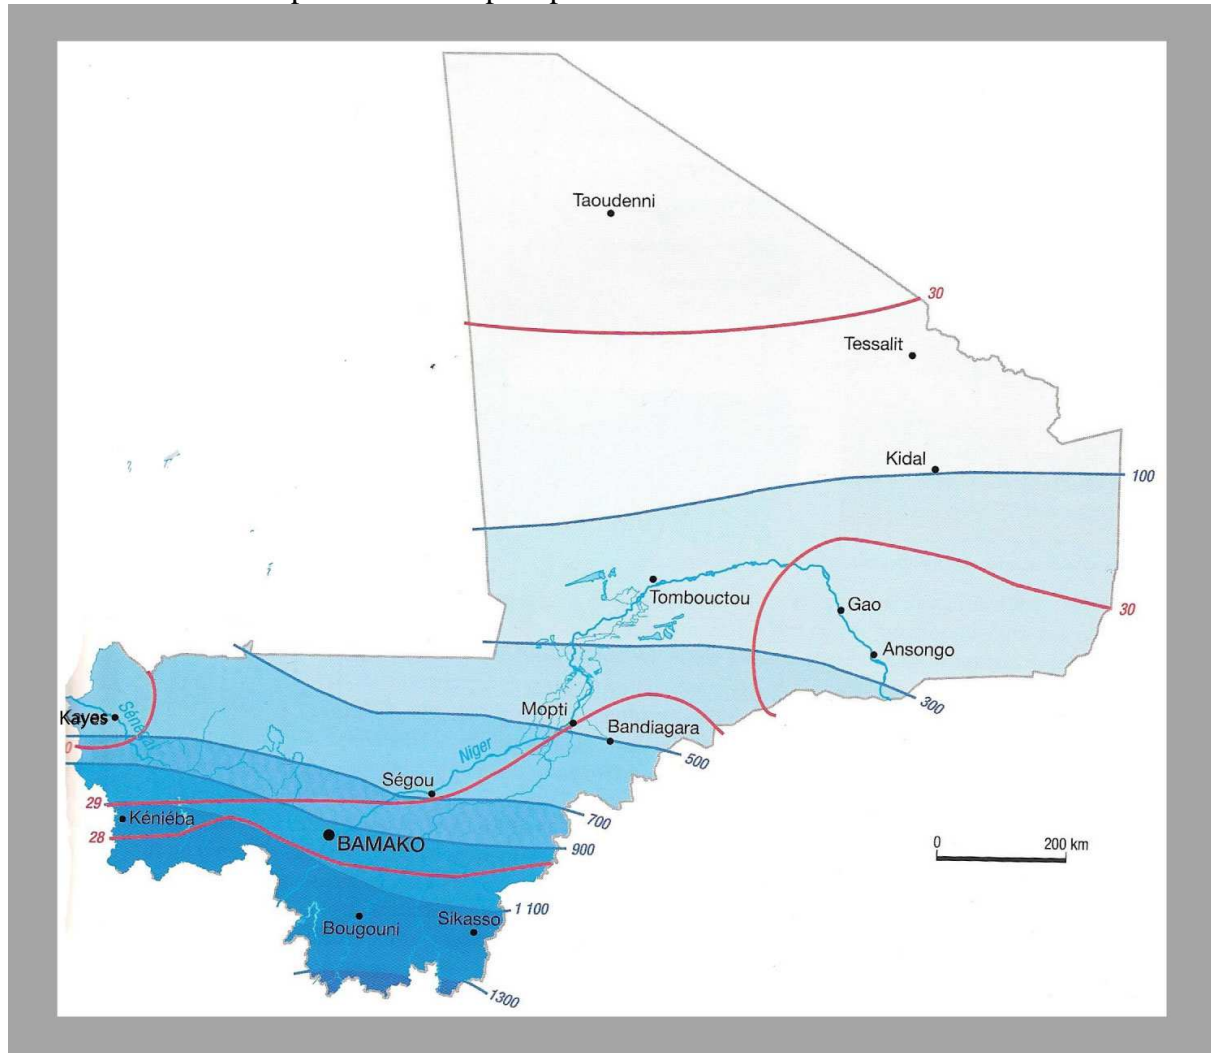 Taoudenni
30
Tessalit
Kidal
100
A
Tombouctou
Gao
30
Ansongo
300
Kayes
Sénégal
Mopti
Bandiagara
Niger
500
0
Ségou
29
Kéniéba
700
28
BAMAKO
900
0
200 km
1 100
Sikasso
Bougouni
1300